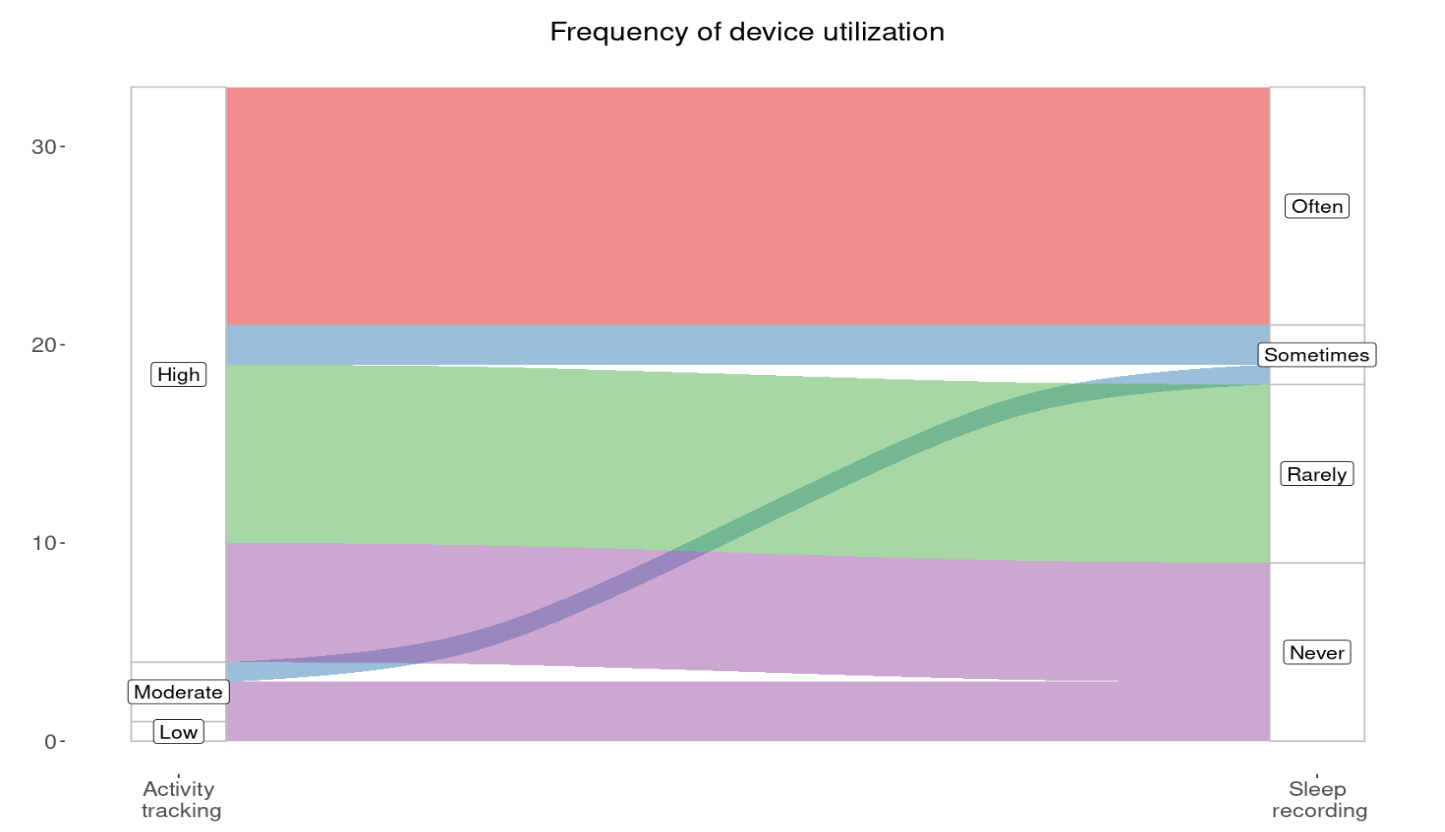 Frequency of device utilization
30
20
10
0
High
Moderate
Low
Often
Sometimes
Rarely
Never
Activity
tracking
Sleep
recording